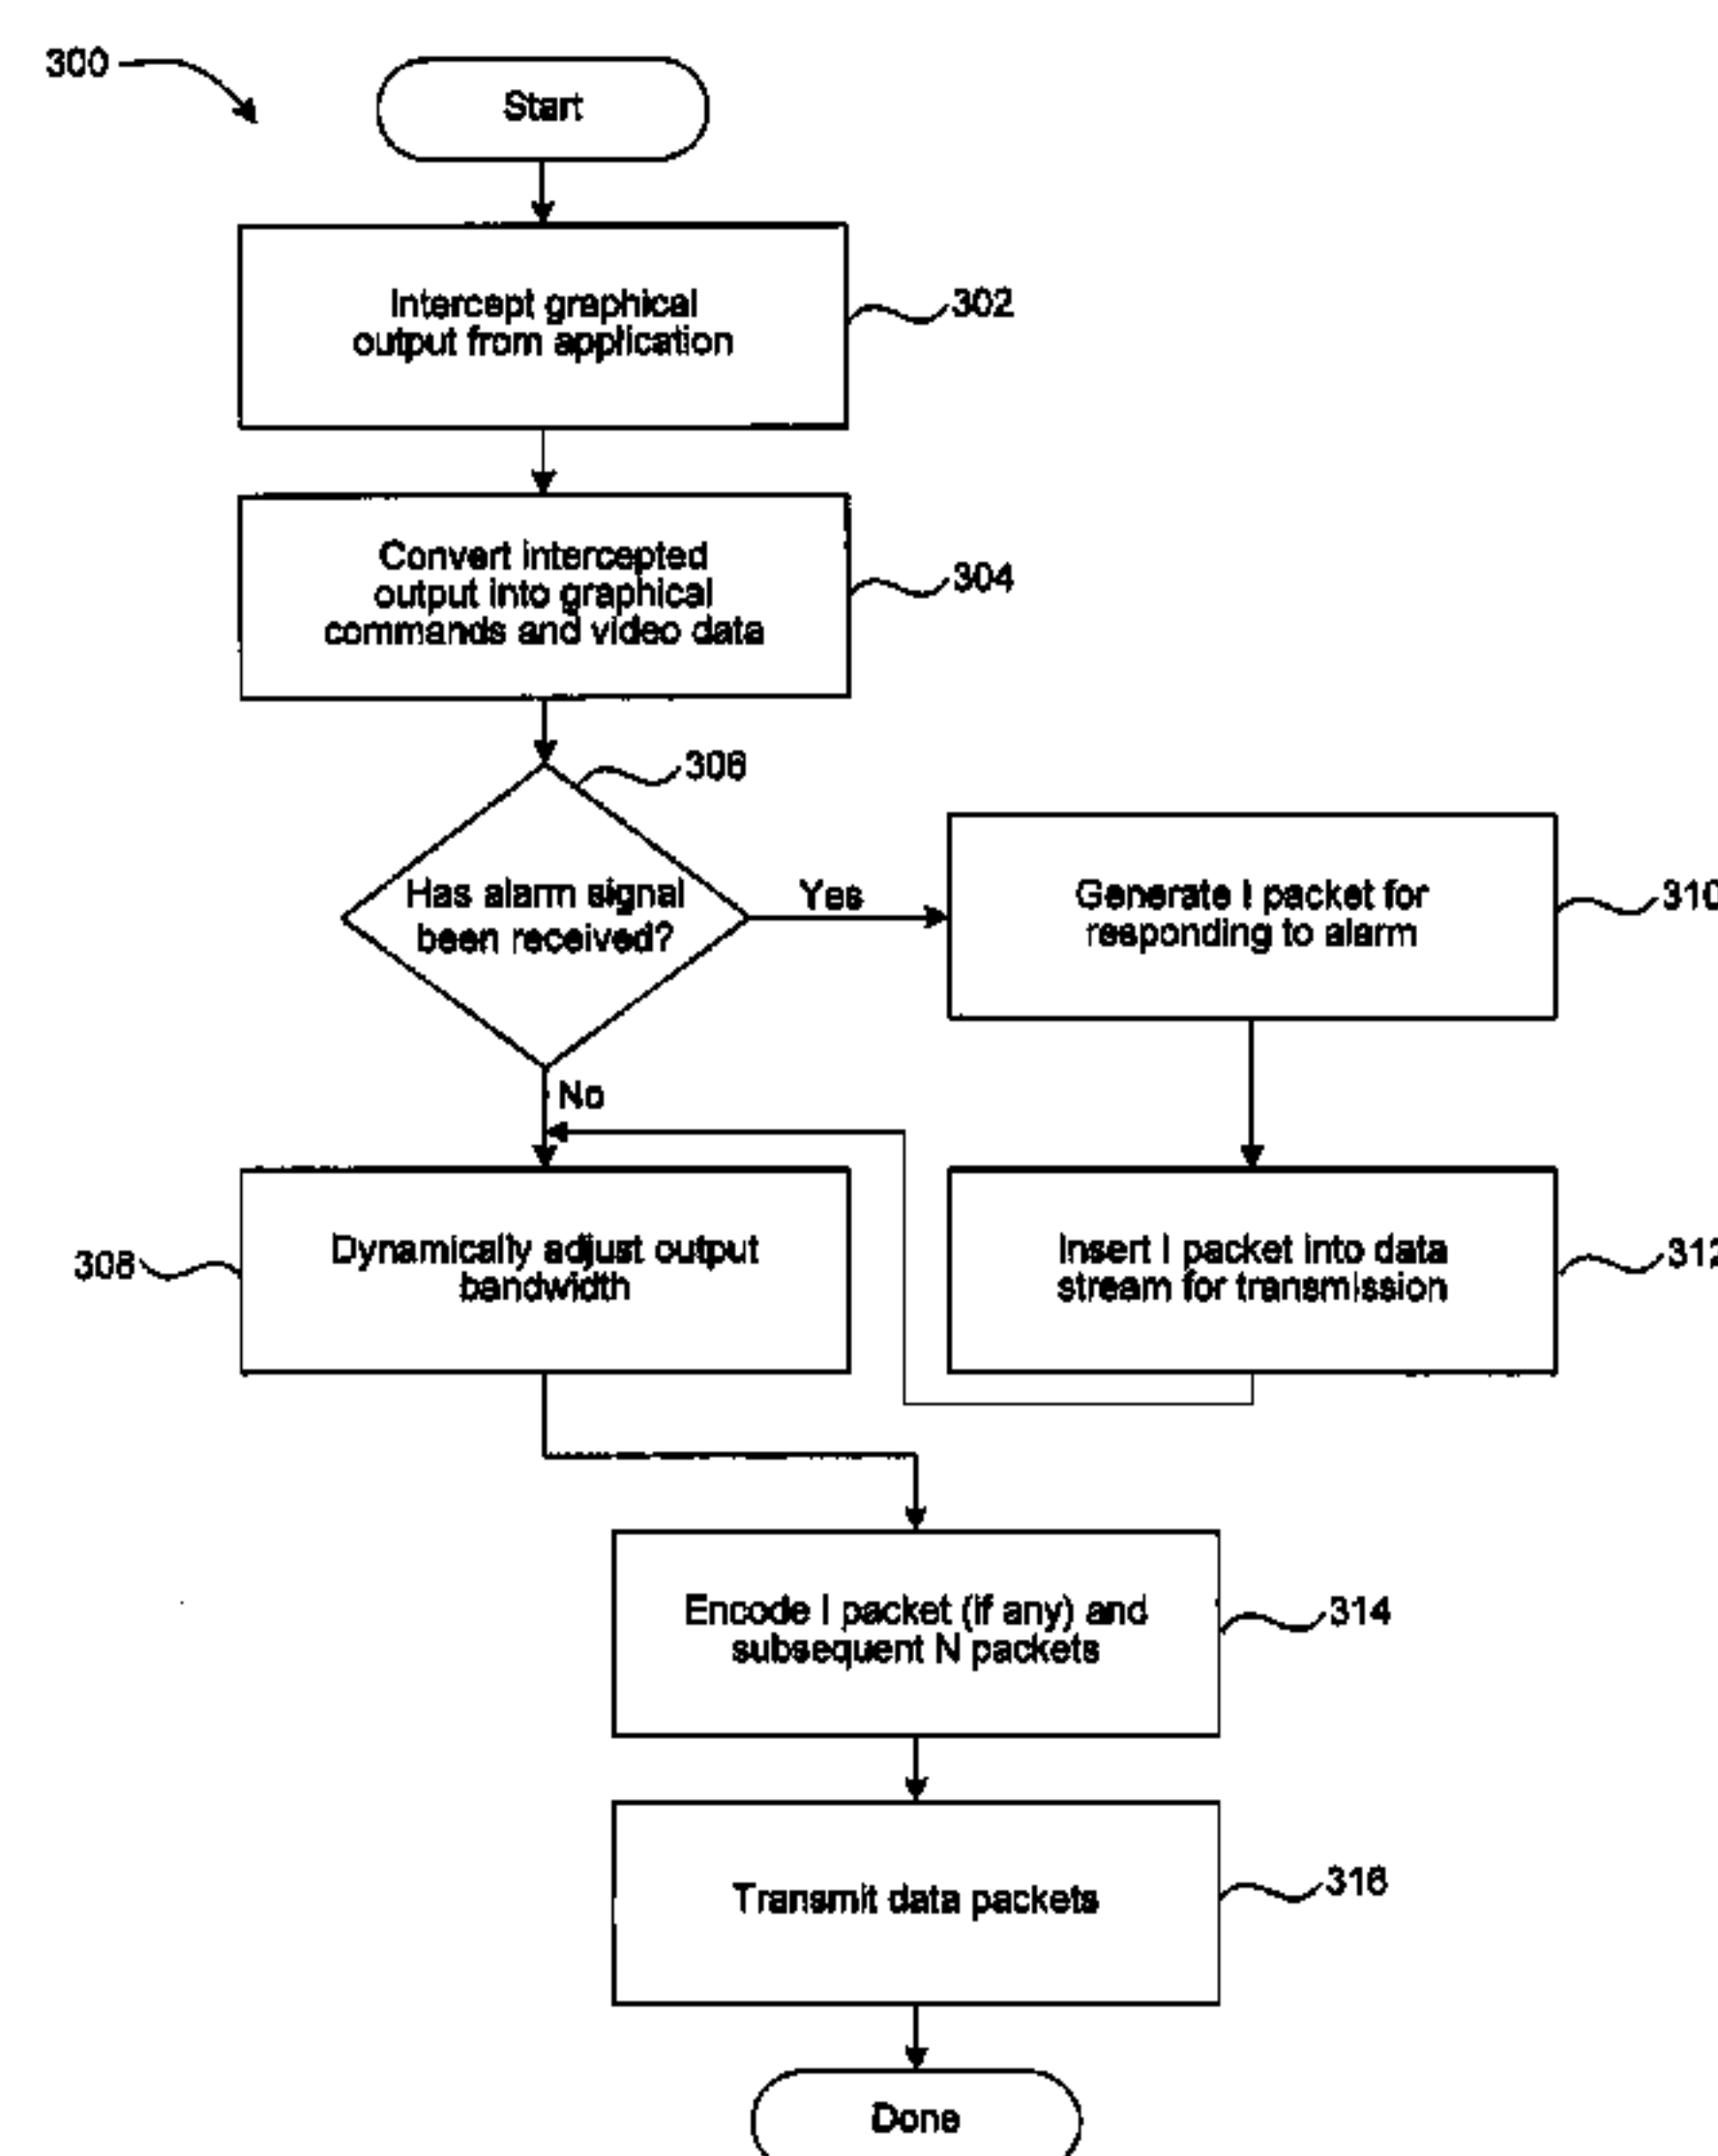 300
Start
Intercept graphical
output from application
302
Convert intercepted
output into graphical
commands and video data
304
306
Has alarm signal
been received?
Yes
Generate I packet for
responding to alarm
310
No
308
Dynamically adjust output
bandwidth
Insert I packet into data
stream for transmission
312
Encode I packet (if any) and
subsequent N packets
314
Transmit data packets
316
Done